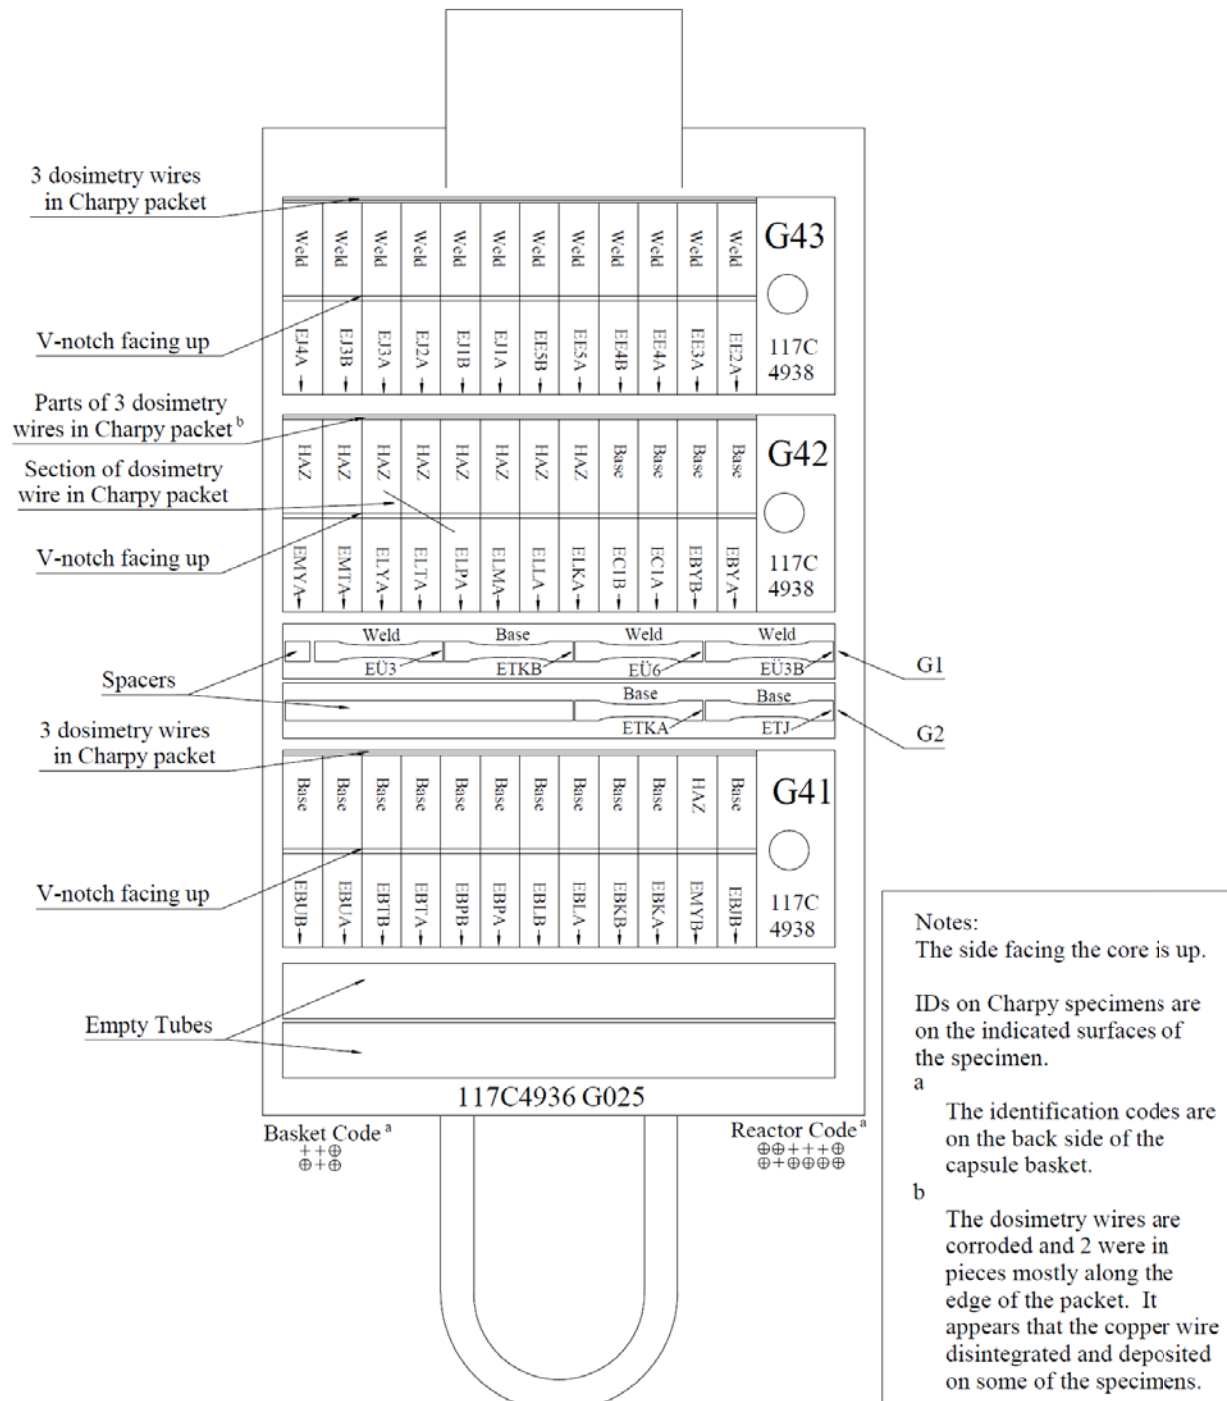 3 dosimetry wires
in Charpy packet
Weld Weld Weld Weld Weld Weld Weld Weld Weld Weld Weld Weld
G43
V-notch facing up
EJ4A EJ3B EJ3A EJ2A EJ1B EJ1A EE5B EE5A EE4B EE4A EE3A EE2A
117C
4938
Parts of 3 dosimetry
wires in Charpy packet b
HAZ HAZ HAZ HAZ HAZ HAZ HAZ HAZ Base Base Base Base
G42
Section of dosimetry
wire in Charpy packet
V-notch facing up
EMYA EMTA ELYA ELTA ELPA ELMA ELLA ELKA EC1B EC1A EBYB EBYA
117C
4938
Weld Base Weld Weld
EÜ3 ETKB EÜ6 EÜ3B
G1
Spacers
Base Base
ETKA ETJ
G2
3 dosimetry wires
in Charpy packet
Base Base Base Base Base Base Base Base Base Base HAZ Base
G41
V-notch facing up
EBUB EBUA EBTB EBTA EBPB EBPA EBLB EBLA EBKB EBKA EMYB EBJB
117C
4938
Empty Tubes
117C4936 G025
Basket Code a
++⊕
⊕+⊕
Reactor Code a
⊕⊕+++⊕
⊕+⊕⊕⊕⊕
Notes:
The side facing the core is up.
IDs on Charpy specimens are
on the indicated surfaces of
the specimen.
a
The identification codes are
on the back side of the
capsule basket.
b
The dosimetry wires are
corroded and 2 were in
pieces mostly along the
edge of the packet. It
appears that the copper wire
disintegrated and deposited
on some of the specimens.